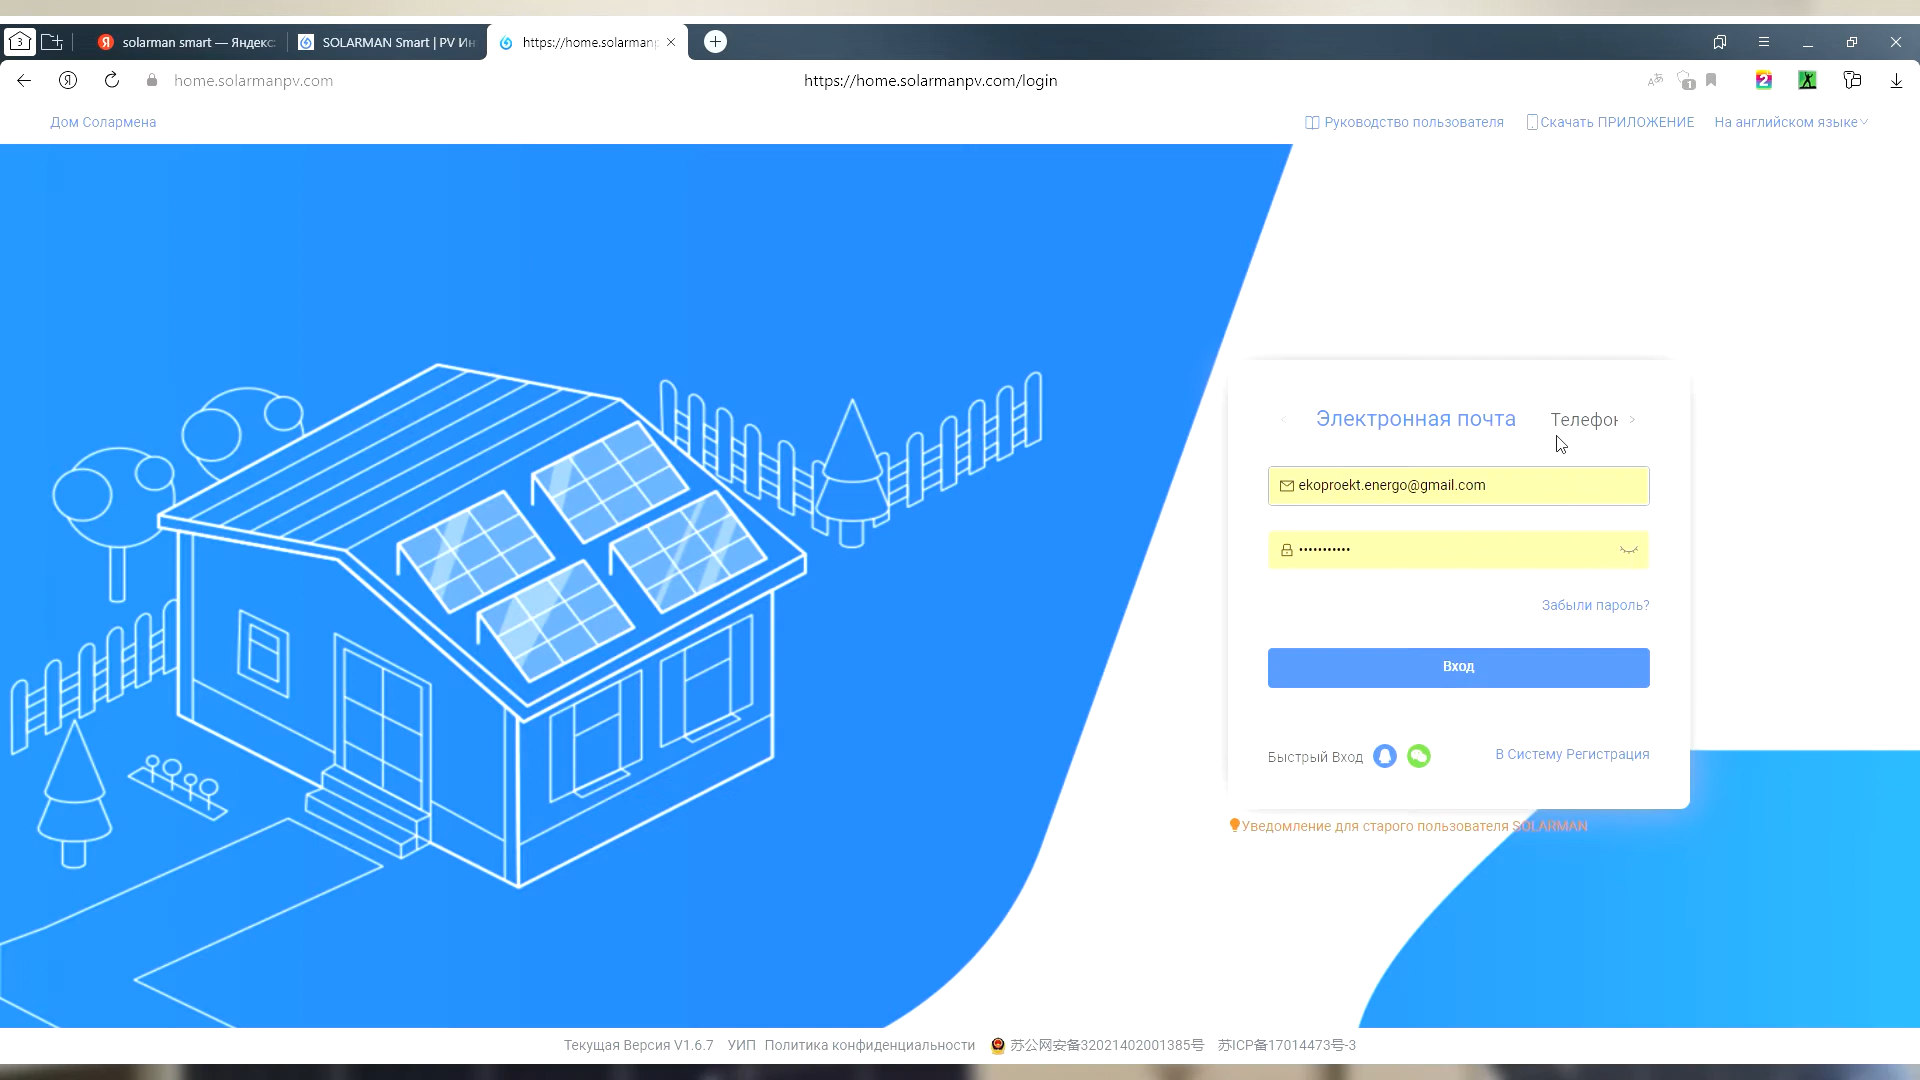 3
Я solarman smart — Яндекс
SOLARMAN Smart | PV Ин
https://home.solarmanp
Я home.solarmanpv.com
https://home.solarmanpv.com/login
1
2
Дом Солармена
Руководство пользователя
Скачать ПРИЛОЖЕНИЕ
На английском языке
Электронная почта
Телефон
ekoproekt.energo@gmail.com
•••••••••••
Забыли пароль?
Вход
Быстрый Вход
В Систему Регистрация
Уведомление для старого пользователя SOLARMAN
Текущая Версия V1.6.7 УИП Политика конфиденциальности 苏公网安备32021402001385号 苏ICP备17014473号-3